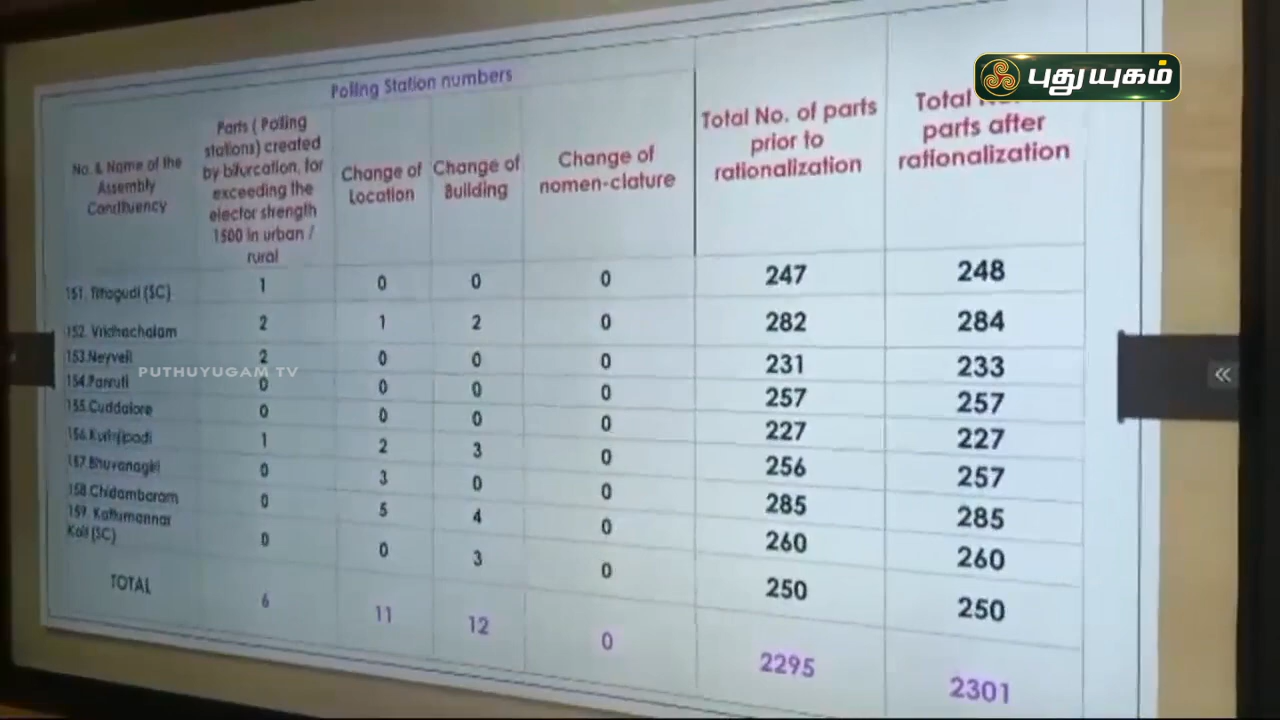 புதுயுகம்
Polling Station numbers
No. & Name of the
Assembly
Constituency
Parts ( Polling
stations) created
by bifurcation, for
exceeding the
elector strength
1500 in urban /
rural
Change of
Location
Change of
Building
Change of
nomen-clature
Total No. of parts
prior to
rationalization
Total
parts after
rationalization
151. Tittagudi (SC) 1 0 0 0 247 248
152. Vridhachalam 2 1 2 0 282 284
153.Neyveli 2 0 0 0 231 233
154.Panruti 0 0 0 0 257 257
155.Cuddalore 0 0 0 0 227 227
156.Kurinjipadi 1 2 3 0 256 257
157.Bhuvanagiri 0 3 0 0 285 285
158 Chidambaram 0 5 4 0 260 260
159. Kattumannar
Koil (SC) 0 0 3 0 250 250
TOTAL 6 11 12 0 2295 2301
PUTHUYUGAM TV